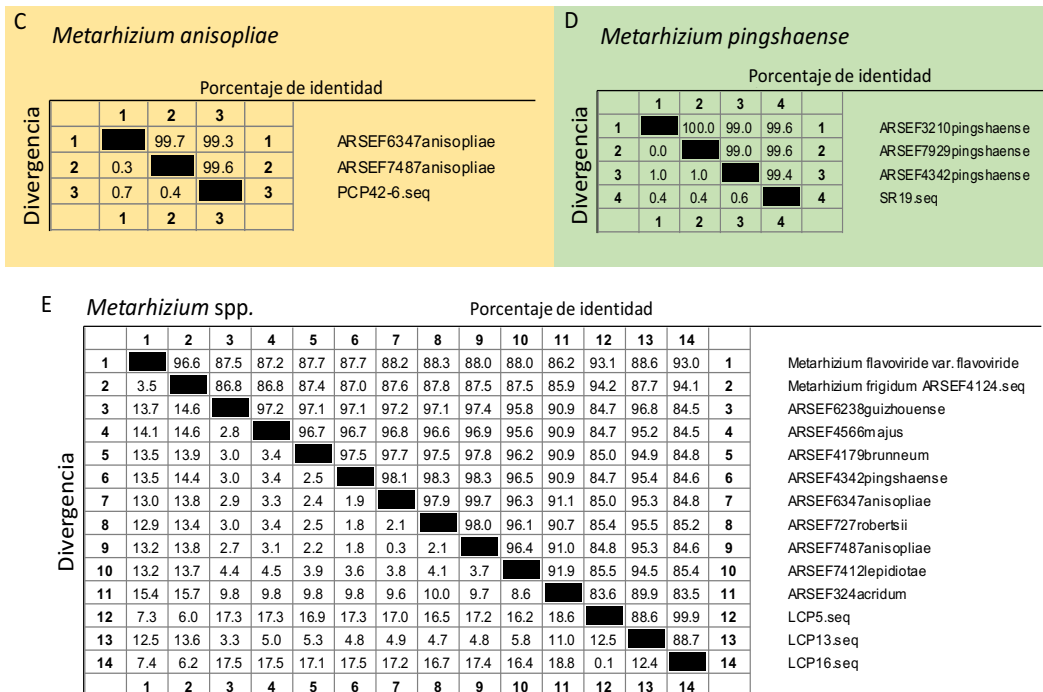 C
Metarhizium anisopliae
Porcentaje de identidad
Divergencia
1 2 3
1 99.7 99.3 1 ARSEF6347anisopliae
2 0.3 99.6 2 ARSEF7487anisopliae
3 0.7 0.4 3 PCP42-6.seq
1 2 3
D
Metarhizium pingshaense
Porcentaje de identidad
Divergencia
1 2 3 4
1 100.0 99.0 99.6 1 ARSEF3210pingshaense
2 0.0 99.0 99.6 2 ARSEF7929pingshaense
3 1.0 1.0 99.4 3 ARSEF4342pingshaense
4 0.4 0.4 0.6 4 SR19.seq
1 2 3 4
E Metarhizium spp. Porcentaje de identidad
Divergencia
1 2 3 4 5 6 7 8 9 10 11 12 13 14
1 96.6 87.5 87.2 87.7 87.7 88.2 88.3 88.0 88.0 86.2 93.1 88.6 93.0 1 Metarhizium flavoviride var. flavoviride
2 3.5 86.8 86.8 87.4 87.0 87.6 87.8 87.5 87.5 85.9 94.2 87.7 94.1 2 Metarhizium frigidum ARSEF4124.seq
3 13.7 14.6 97.2 97.1 97.1 97.2 97.1 97.4 95.8 90.9 84.7 96.8 84.5 3 ARSEF6238guizhouense
4 14.1 14.6 2.8 96.7 96.7 96.8 96.6 96.9 95.6 90.9 84.7 95.2 84.5 4 ARSEF4566majus
5 13.5 13.9 3.0 3.4 97.5 97.7 97.5 97.8 96.2 90.9 85.0 94.9 84.8 5 ARSEF4179brunneum
6 13.5 14.4 3.0 3.4 2.5 98.1 98.3 98.3 96.5 90.9 84.7 95.4 84.6 6 ARSEF4342pingshaense
7 13.0 13.8 2.9 3.3 2.4 1.9 97.9 99.7 96.3 91.1 85.0 95.3 84.8 7 ARSEF6347anisopliae
8 12.9 13.4 3.0 3.4 2.5 1.8 2.1 98.0 96.1 90.7 85.4 95.5 85.2 8 ARSEF727robertsii
9 13.2 13.8 2.7 3.1 2.2 1.8 0.3 2.1 96.4 91.0 84.8 95.3 84.6 9 ARSEF7487anisopliae
10 13.2 13.7 4.4 4.5 3.9 3.6 3.8 4.1 3.7 91.9 85.5 94.5 85.4 10 ARSEF7412lepidiotae
11 15.4 15.7 9.8 9.8 9.8 9.8 9.6 10.0 9.7 8.6 83.6 89.9 83.5 11 ARSEF324acridum
12 7.3 6.0 17.3 17.3 16.9 17.3 17.0 16.5 17.2 16.2 18.6 88.6 99.9 12 LCP5.seq
13 12.5 13.6 3.3 5.0 5.3 4.8 4.9 4.7 4.8 5.8 11.0 12.5 88.7 13 LCP13.seq
14 7.4 6.2 17.5 17.5 17.1 17.5 17.2 16.7 17.4 16.4 18.8 0.1 12.4 14 LCP16.seq
1 2 3 4 5 6 7 8 9 10 11 12 13 14